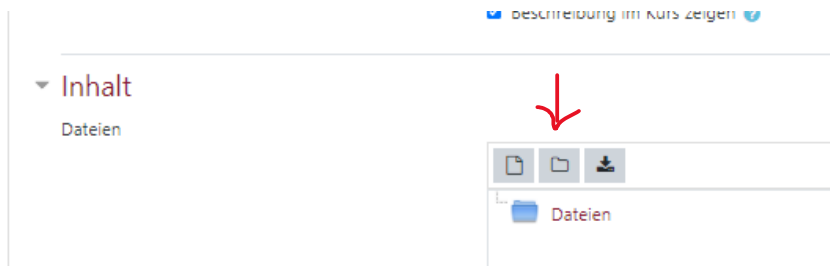 Beschreibung im Kurs zeigen
Inhalt
Dateien
Dateien